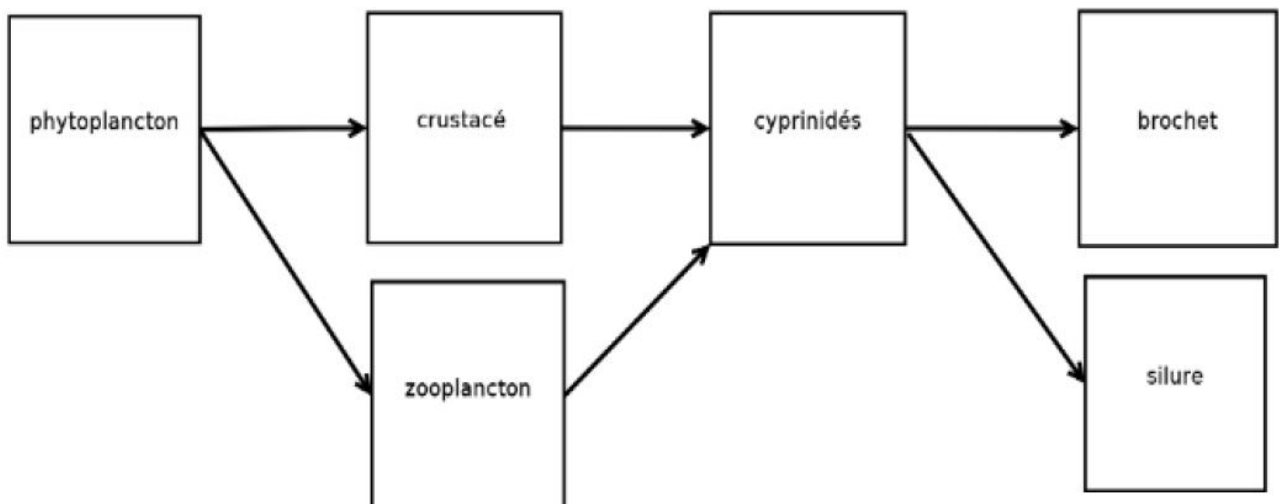 phytoplancton
crustacé
cyprinidés
brochet
zooplancton
silure